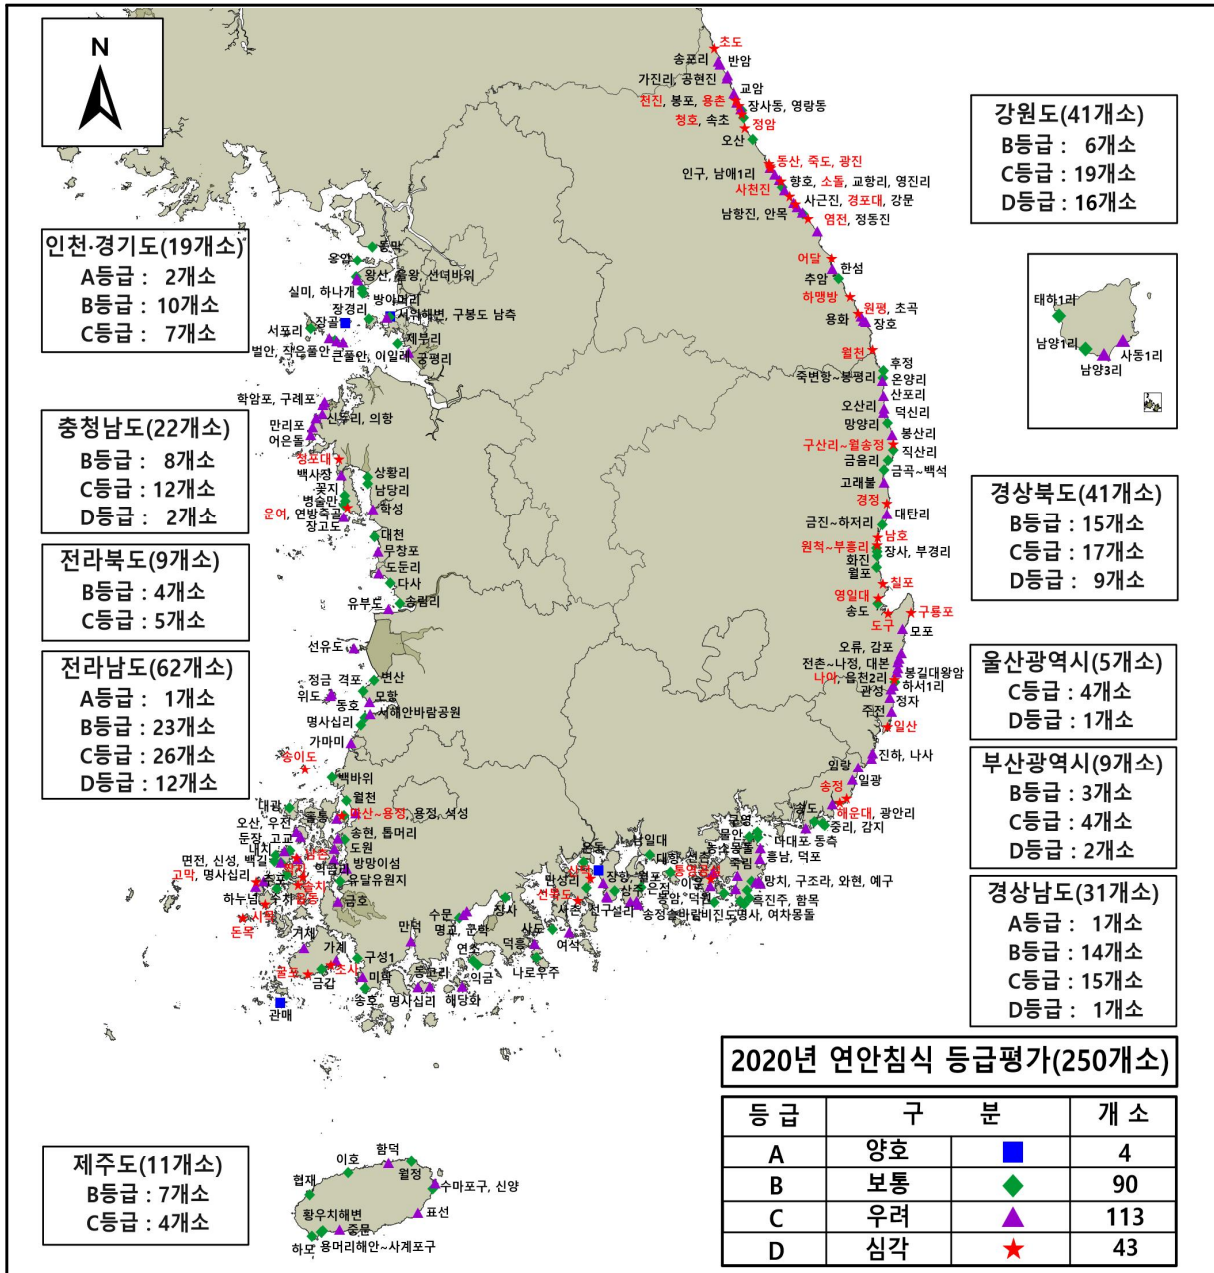 N
강원도(41개소)
B등급 : 6개소
C등급 : 19개소
D등급 : 16개소
인천·경기도(19개소)
A등급 : 2개소
B등급 : 10개소
C등급 : 7개소
충청남도(22개소)
B등급 : 8개소
C등급 : 12개소
D등급 : 2개소
전라북도(9개소)
B등급 : 4개소
C등급 : 5개소
전라남도(62개소)
A등급 : 1개소
B등급 : 23개소
C등급 : 26개소
D등급 : 12개소
제주도(11개소)
B등급 : 7개소
C등급 : 4개소
경상북도(41개소)
B등급 : 15개소
C등급 : 17개소
D등급 : 9개소
울산광역시(5개소)
C등급 : 4개소
D등급 : 1개소
부산광역시(9개소)
B등급 : 3개소
C등급 : 4개소
D등급 : 2개소
경상남도(31개소)
A등급 : 1개소
B등급 : 14개소
C등급 : 15개소
D등급 : 1개소
2020년 연안침식 등급평가(250개소)
등 급 구 분 개 소
A 양호 4
B 보통 90
C 우려 113
D 심각 43
초도
송포리
반암
가진리, 공현진
교암
천진, 봉포, 용촌
장사동, 영랑동
청호, 속초
정암
오산
동산, 죽도, 광진
인구, 남애1리
향호, 소돌, 교항리, 영진리
사천진
사근진, 경포대, 강문
남항진, 안목
염전, 정동진
어달
한섬
추암
하맹방
원평, 초곡
용화
장호
월천
후정
죽변항~봉평리
온양리
산포리
오산리
덕신리
망양리
봉산리
구산리~월송정
직산리
금음리
금곡~백석
고래불
경정
대탄리
금진~하저리
남호
원척~부흥리
장사, 부경리
화진
월포
칠포
영일대
송도
구룡포
도구
모포
오류, 감포
전촌~나정, 대본
봉길대왕암
나아, 읍천2리
하서1리
관성
정자
주전
일산
진하, 나사
임랑
일광
송정
해운대, 광안리
송도
중리, 감지
태하1리
남양1리
남양3리
사동1리
동막
옹암
왕산, 을왕, 선녀바위
실미, 하나개
방아머리
장경리
서위해변, 구봉도 남측
장골
서포리
제부리
벌안, 작은풀안
큰풀안, 이일레
궁평리
학암포, 구례포
신두리, 의항
만리포
어은돌
청포대
백사장
상황리
꽃지
남당리
병술만
운여, 연방죽골
학성
장고도
대천
무창포
도둔리
다사
송림리
유부도
선유도
정금
격포
변산
위도
모항
동호
서해안바람공원
명사십리
가마미
송이도
백바위
월천
대광
홀통
오산, 우전
둔장, 고교
송현, 톱머리
도원
내치
면전, 신성, 백길
방망이섬
고막, 명사십리
유달유원지
하누넘
금호
시목
돈목
거제
가계
구성1
초사
굴포
금갑
미학
송호
관매
만덕
수문
명교, 문학
장사
사도
연소
덕흥
여석
익금
나로우주
동고리
명사십리
해당화
만성리
남일대
물안
마대포 동측
흥남, 덕포
죽림
망치, 구조라, 와현, 예구
흑진주, 함목
명사, 여차몽돌
함덕
이호
월정
협재
수마포구, 신양
표선
황우치해변
중문
하모
용머리해안~사계포구